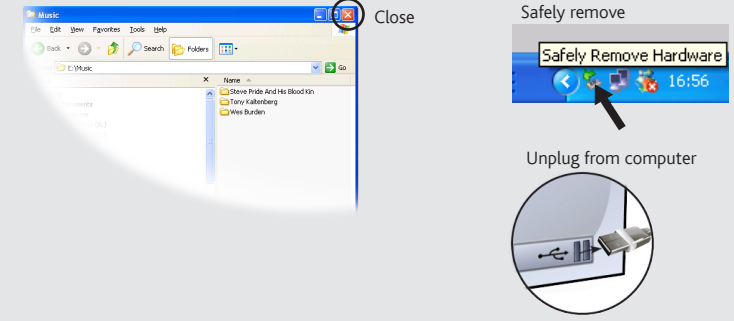 Music
Close
File Edit View Favorites Tools Help
Back Search Folders
E:\Music Go
X Name
Steve Pride And His Blood Kin
Tony Kaltenberg
Wes Burden
Safely remove
Safely Remove Hardware
16:56
Unplug from computer